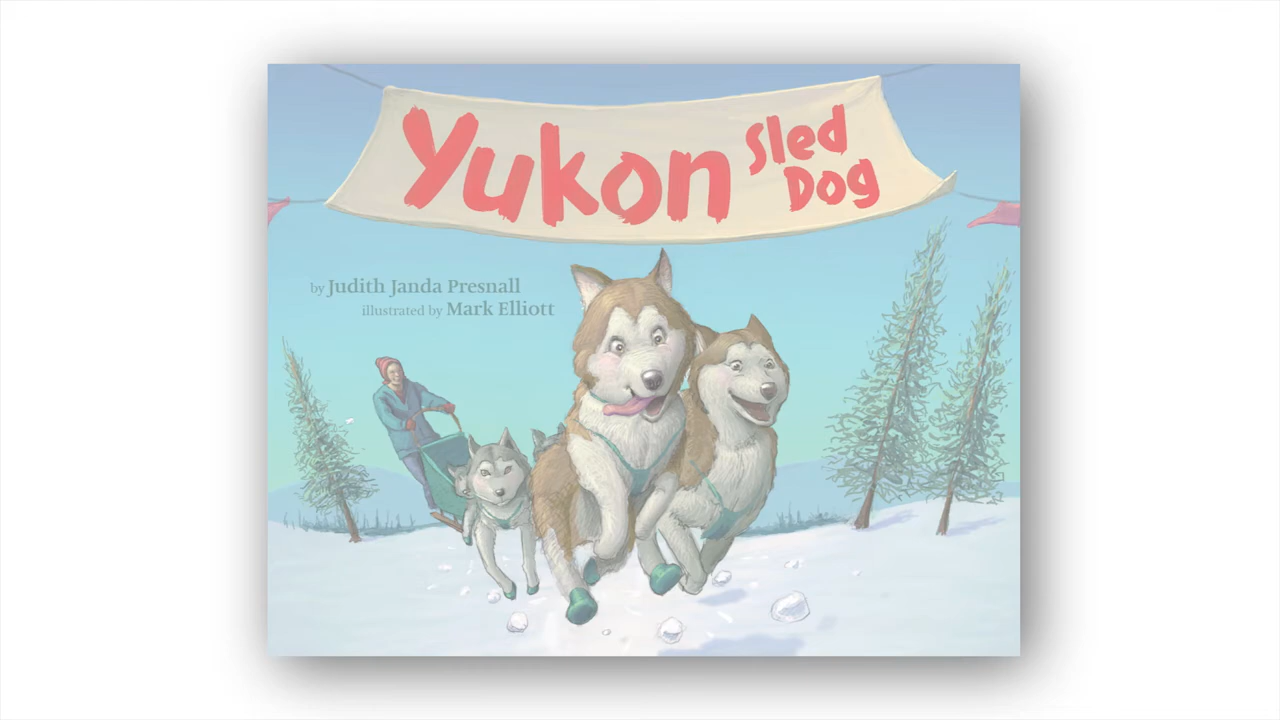 Yukon Sled Dog
by Judith Janda Presnall
illustrated by Mark Elliott